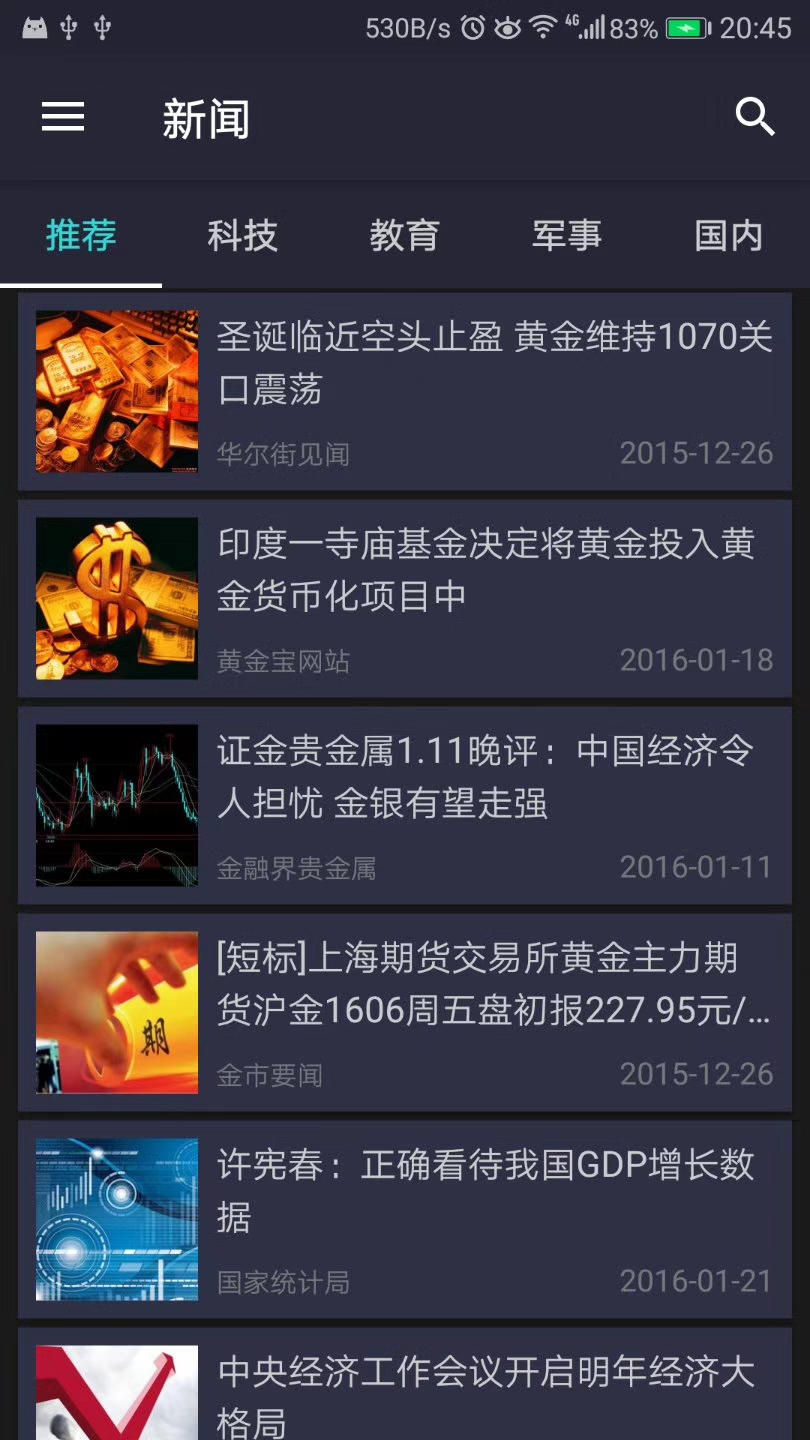 530B/s 4G 83% 20:45
新闻
推荐 科技 教育 军事 国内
圣诞临近空头止盈 黄金维持1070关
口震荡
华尔街见闻 2015-12-26
印度一寺庙基金决定将黄金投入黄
金货币化项目中
黄金宝网站 2016-01-18
证金贵金属1.11晚评：中国经济令
人担忧 金银有望走强
金融界贵金属 2016-01-11
[短标]上海期货交易所黄金主力期
货沪金1606周五盘初报227.95元/...
期
金市要闻 2015-12-26
许宪春：正确看待我国GDP增长数
据
国家统计局 2016-01-21
中央经济工作会议开启明年经济大
格局